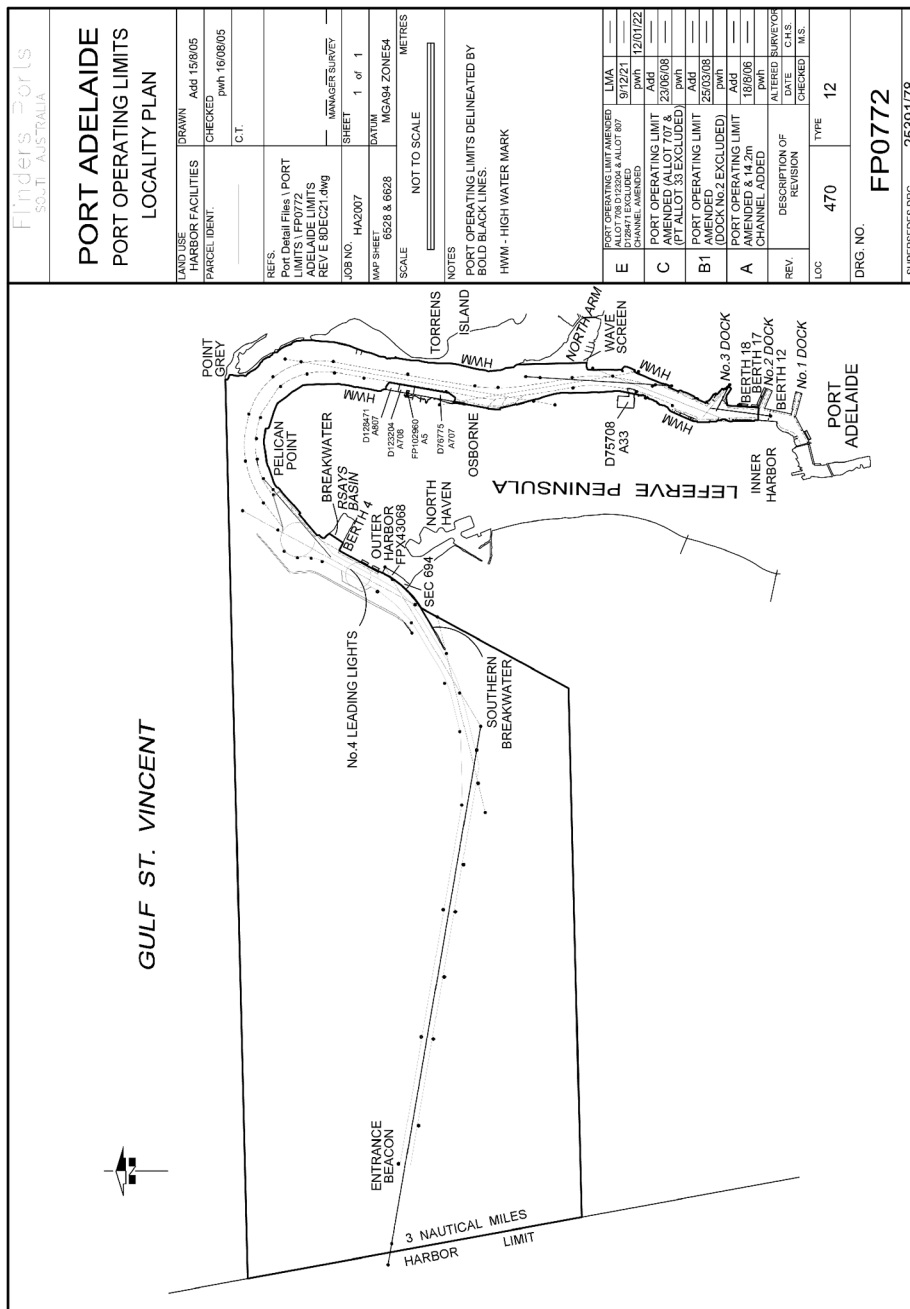 Flinders Ports
SOUTH AUSTRALIA
PORT ADELAIDE
PORT OPERATING LIMITS
LOCALITY PLAN
LAND USE
HARBOR FACILITIES
PARCEL IDENT.
DRAWN
Add 15/8/05
CHECKED
pwh 16/08/05
C.T.
REFS.
Port Detail Files \ PORT
LIMITS \ FP0772
ADELAIDE LIMITS
REV E 8DEC21.dwg
MANAGER SURVEY
JOB NO. HA2007
SHEET
1 of 1
MAP SHEET
6528 & 6628
DATUM
MGA94 ZONE54
SCALE
NOT TO SCALE
METRES
NOTES
PORT OPERATING LIMITS DELINEATED BY
BOLD BLACK LINES.
HWM - HIGH WATER MARK
E
PORT OPERATING LIMIT AMENDED
ALLOT 708 D123204 & ALLOT 807
D128471 EXCLUDED
CHANNEL AMENDED
LMA
9/12/21
pwh
12/01/22
C
PORT OPERATING LIMIT
AMENDED (ALLOT 707 &
(PT ALLOT 33 EXCLUDED)
Add
23/06/08
pwh
B1
PORT OPERATING LIMIT
AMENDED
(DOCK No.2 EXCLUDED)
Add
25/03/08
pwh
A
PORT OPERATING LIMIT
AMENDED & 14.2m
CHANNEL ADDED
Add
18/8/06
pwh
REV.
DESCRIPTION OF
REVISION
ALTERED
DATE
CHECKED
SURVEYOR
C.H.S.
M.S.
LOC
470
TYPE
12
DRG. NO.
FP0772
GULF ST. VINCENT
POINT
GREY
PELICAN
POINT
BREAKWATER
RSAYS
BASIN
BERTH 4
OUTER
HARBOR
FPX43068
SEC 694
NORTH
HAVEN
No.4 LEADING LIGHTS
SOUTHERN
BREAKWATER
ENTRANCE
BEACON
3 NAUTICAL MILES
HARBOR LIMIT
TORRENS
ISLAND
HWM
HWM
D128471
A807
D123204
A708
FP102960
A5
D76775
A707
OSBORNE
NORTH ARM
WAVE
SCREEN
HWM
HWM
D75708
A33
LEFERVE PENINSULA
No.3 DOCK
BERTH 18
BERTH 17
No.2 DOCK
BERTH 12
No.1 DOCK
INNER
HARBOR
PORT
ADELAIDE